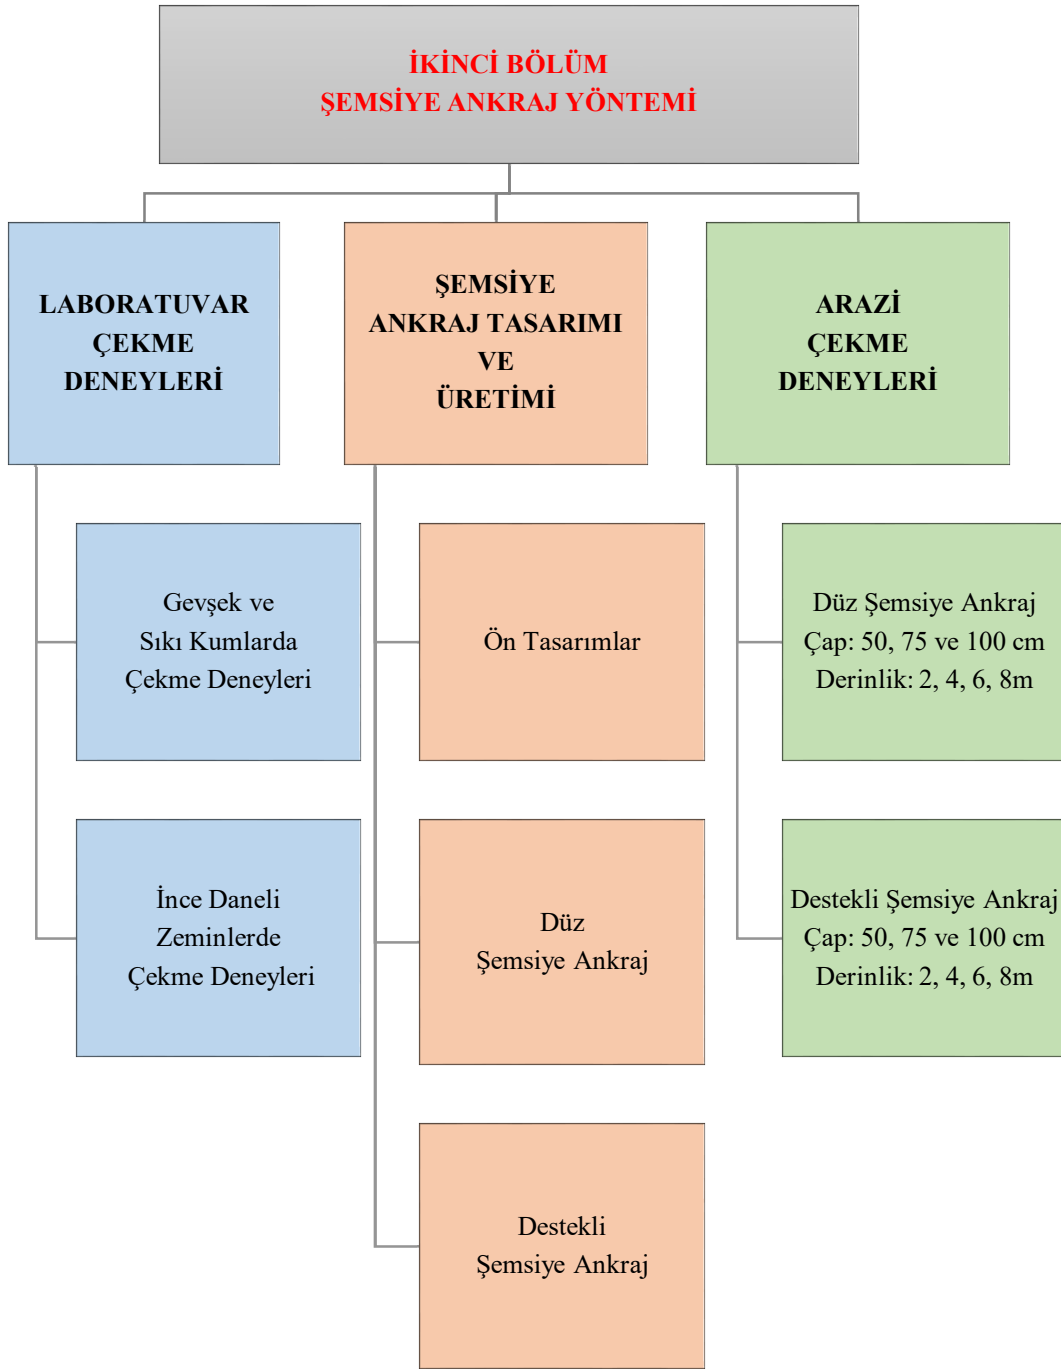 İKİNCİ BÖLÜM
ŞEMSİYE ANKRAJ YÖNTEMİ
LABORATUVAR
ÇEKME
DENEYLERİ
ŞEMSİYE
ANKRAJ TASARIMI
VE
ÜRETİMİ
ARAZİ
ÇEKME
DENEYLERİ
Gevşek ve
Sıkı Kumlarda
Çekme Deneyleri
Ön Tasarımlar
Düz Şemsiye Ankraj
Çap: 50, 75 ve 100 cm
Derinlik: 2, 4, 6, 8m
İnce Daneli
Zeminlerde
Çekme Deneyleri
Düz
Şemsiye Ankraj
Destekli Şemsiye Ankraj
Çap: 50, 75 ve 100 cm
Derinlik: 2, 4, 6, 8m
Destekli
Şemsiye Ankraj